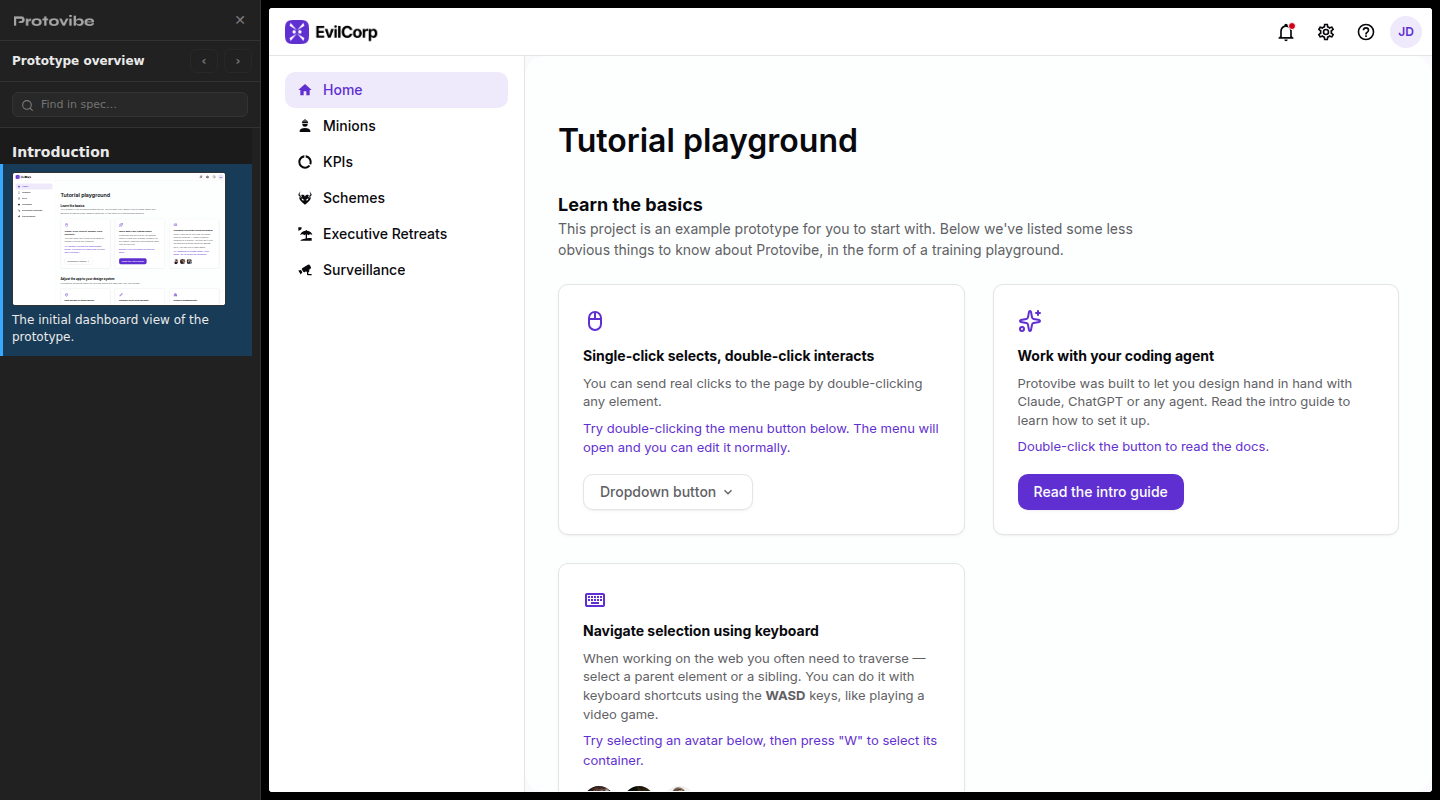 Protovibe
Prototype overview
Find in spec...
Introduction
The initial dashboard view of the
prototype.
EvilCorp
JD
Home
Minions
KPIs
Schemes
Executive Retreats
Surveillance
Tutorial playground
Learn the basics
This project is an example prototype for you to start with. Below we've listed some less
obvious things to know about Protovibe, in the form of a training playground.
Single-click selects, double-click interacts
You can send real clicks to the page by double-clicking
any element.
Try double-clicking the menu button below. The menu will
open and you can edit it normally.
Dropdown button
Work with your coding agent
Protovibe was built to let you design hand in hand with
Claude, ChatGPT or any agent. Read the intro guide to
learn how to set it up.
Double-click the button to read the docs.
Read the intro guide
Navigate selection using keyboard
When working on the web you often need to traverse —
select a parent element or a sibling. You can do it with
keyboard shortcuts using the WASD keys, like playing a
video game.
Try selecting an avatar below, then press "W" to select its
container.